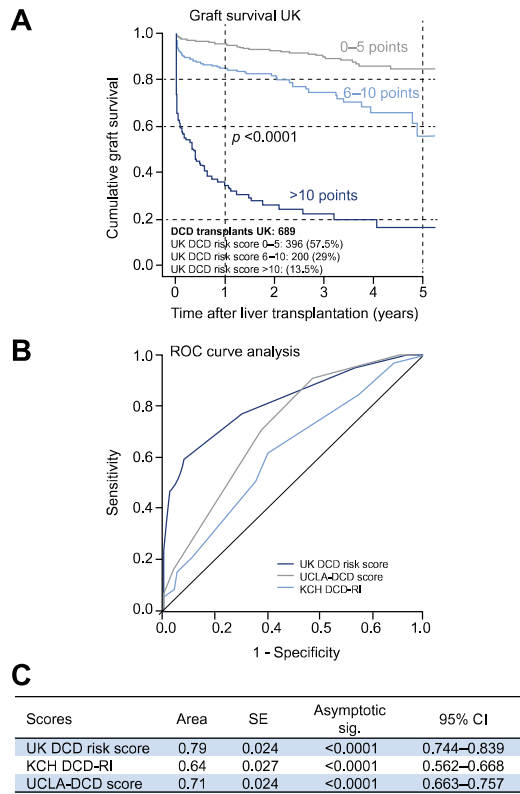 A
Graft survival UK
Cumulative graft survival
1.0
0.8
0.6
0.4
0.2
0.0
0–5 points
6–10 points
p <0.0001
>10 points
DCD transplants UK: 689
UK DCD risk score 0–5: 396 (57.5%)
UK DCD risk score 6–10: 200 (29%)
UK DCD risk score >10: (13.5%)
0 1 2 3 4 5
Time after liver transplantation (years)
B
ROC curve analysis
Sensitivity
1.0
0.8
0.6
0.4
0.2
0.0
UK DCD risk score
UCLA-DCD score
KCH DCD-RI
0.0 0.2 0.4 0.5 0.6 1.0
1 - Specificity
C
Scores Area SE Asymptotic sig. 95% CI
UK DCD risk score 0.79 0.024 <0.0001 0.744–0.839
KCH DCD-RI 0.64 0.027 <0.0001 0.562–0.668
UCLA-DCD score 0.71 0.024 <0.0001 0.663–0.757